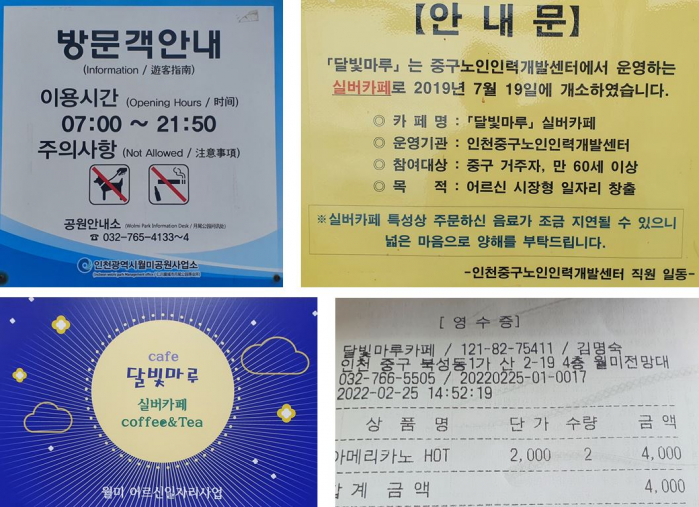 방문객안내
(Information / 遊客指南)
이용시간 (Opening Hours / 时间)
07:00 ~ 21:50
주의사항 (Not Allowed / 注意事項)
공원안내소
☎ 032-765-4133~4
인천광역시월미공원사업소
【안 내 문】
「달빛마루」는 중구노인인력개발센터에서 운영하는
실버카페로 2019년 7월 19일에 개소하였습니다.
◎ 카 페 명 : 「달빛마루」 실버카페
◎ 운영기관 : 인천중구노인인력개발센터
◎ 참여대상 : 중구 거주자, 만 60세 이상
◎ 목 적 : 어르신 시장형 일자리 창출
※실버카페 특성상 주문하신 음료가 조금 지연될 수 있으니
넓은 마음으로 양해를 부탁드립니다.
-인천중구노인인력개발센터 직원 일동-
cafe
달빛마루
실버카페
coffee&Tea
월미 어르신일자리사업
[ 영 수 증]
달빛마루카페 / 121-82-75411 / 김명숙
인천 중구 북성동1가 산 2-19 4층 월미전망대
032-766-5505 / 20220225-01-0017
2022-02-25 14:52:19
상 품 명 단 가 수량 금 액
아메리카노 HOT 2,000 2 4,000
합 계 금 액 4,000